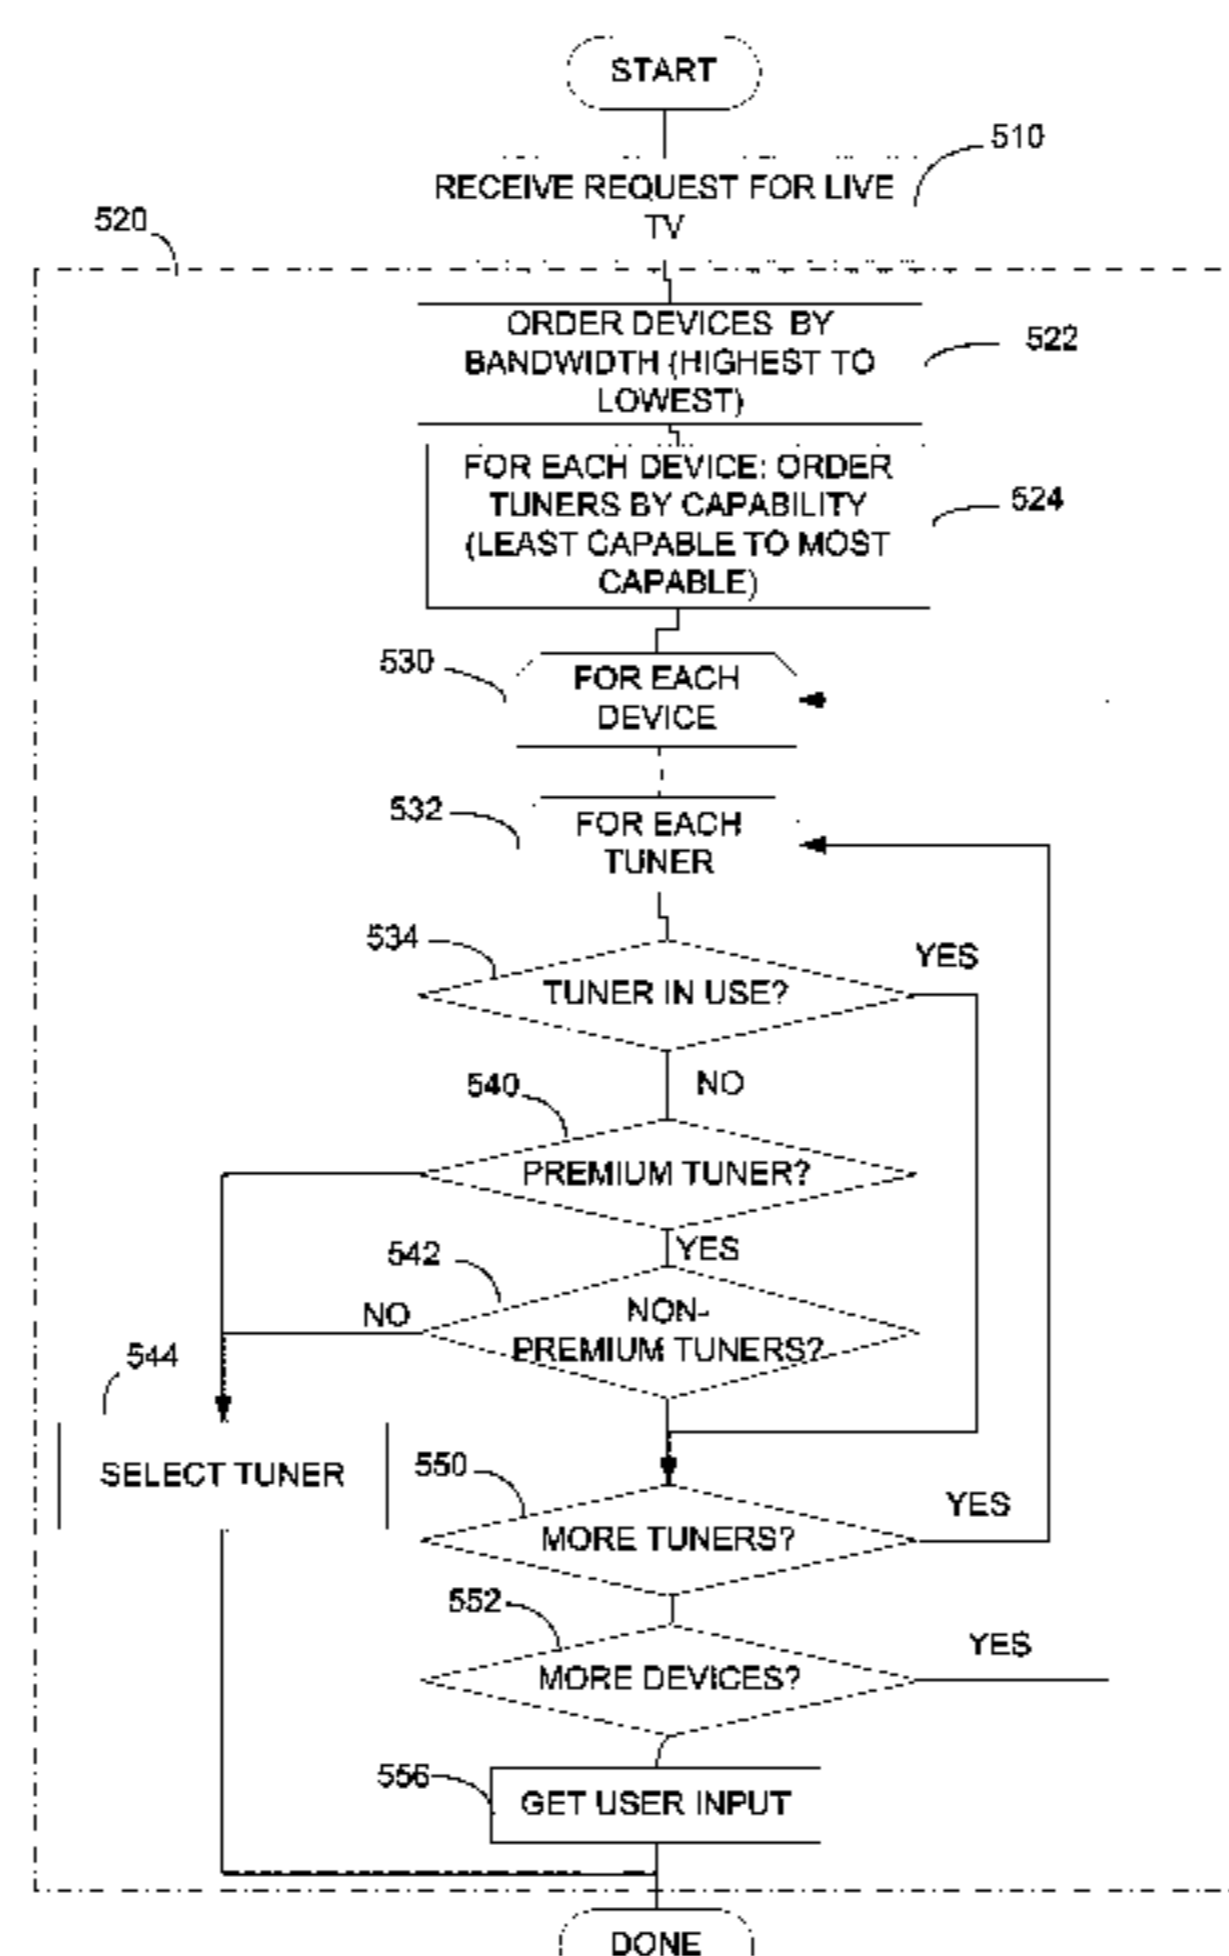 START
510
RECEIVE REQUEST FOR LIVE
TV
520
ORDER DEVICES BY
BANDWIDTH (HIGHEST TO
LOWEST)
522
FOR EACH DEVICE: ORDER
TUNERS BY CAPABILITY
(LEAST CAPABLE TO MOST
CAPABLE)
524
530
FOR EACH
DEVICE
532
FOR EACH
TUNER
534
YES
TUNER IN USE?
NO
540
PREMIUM TUNER?
YES
542
NO
NON-
PREMIUM TUNERS?
544
SELECT TUNER
550
YES
MORE TUNERS?
552
YES
MORE DEVICES?
556
GET USER INPUT
DONE